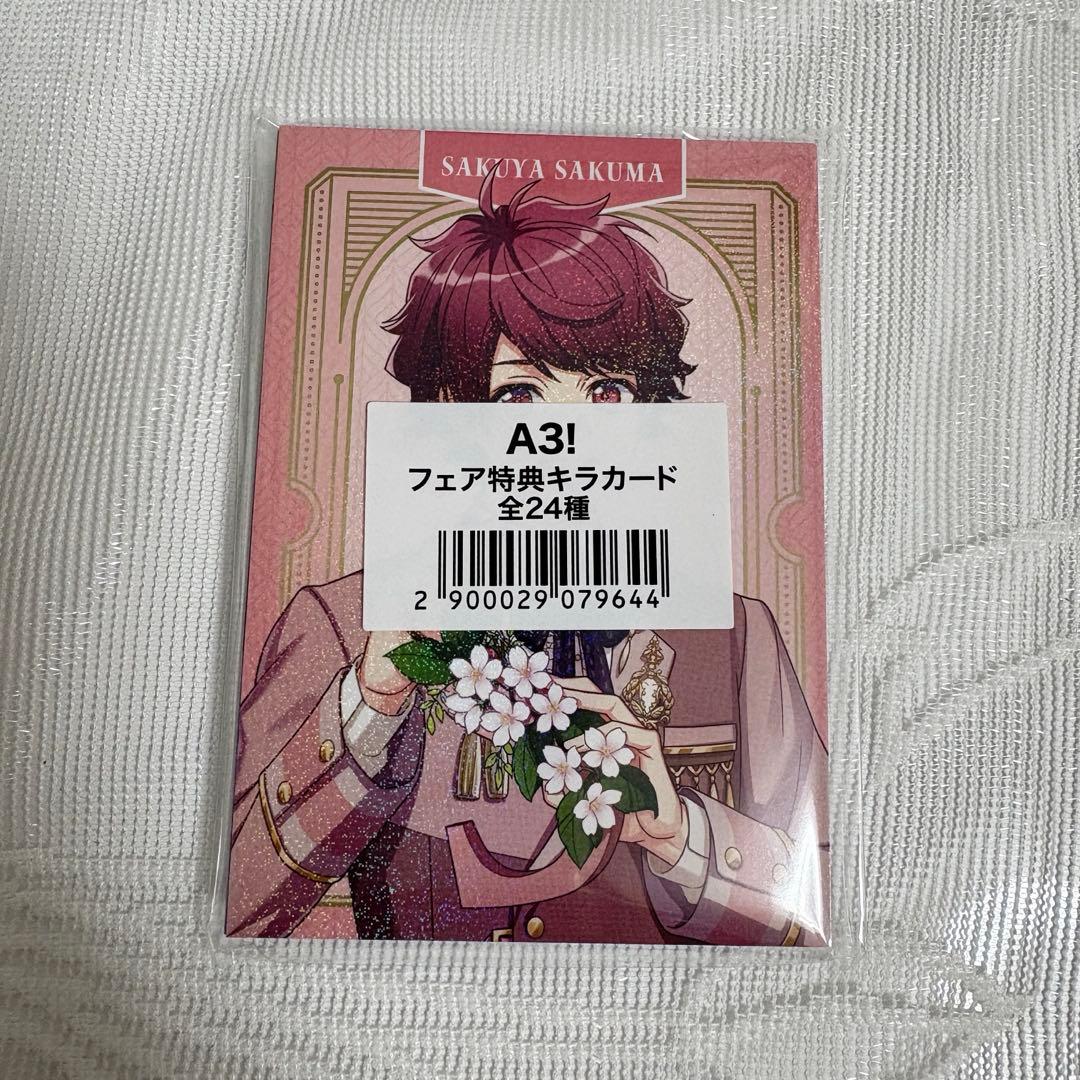 SAKUYA SAKUMA
A3!
フェア特典キラカード
全24種
2 900029 079644